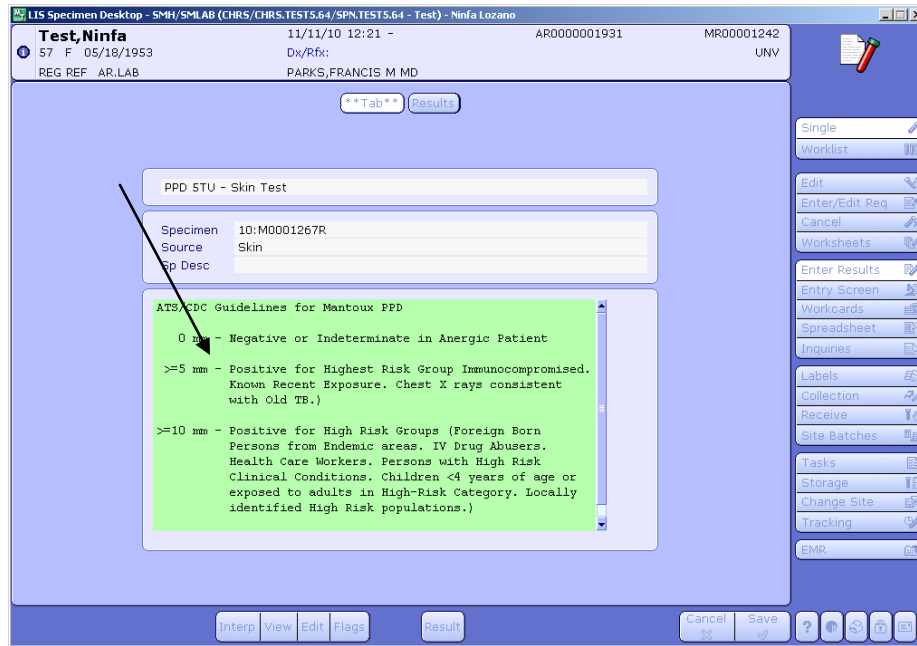 LIS Specimen Desktop - SMH/SMLAB (CHRS/CHRS.TEST5.64/SPN.TEST5.64 - Test) - Ninfa Lozano
Test,Ninfa 11/11/10 12:21 - AR0000001931 MR00001242
57 F 05/18/1953 Dx/Rfx: UNV
REG REF AR.LAB PARKS,FRANCIS M MD
**Tab** Results
Single
Worklist
PPD 5TU - Skin Test
Edit
Enter/Edit Req
Specimen 10:M0001267R
Cancel
Source Skin
Worksheets
Sp Desc
Enter Results
Entry Screen
ATS/CDC Guidelines for Mantoux PPD
Workcards
Spreadsheet
0 mm - Negative or Indeterminate in Anergic Patient
Inquiries
>=5 mm - Positive for Highest Risk Group Immunocompromised.
Known Recent Exposure. Chest X rays consistent
with Old TB.)
Labels
Collection
Receive
Site Batches
>=10 mm - Positive for High Risk Groups (Foreign Born
Persons from Endemic areas. IV Drug Abusers.
Health Care Workers. Persons with High Risk
Clinical Conditions. Children <4 years of age or
exposed to adults in High-Risk Category. Locally
identified High Risk populations.)
Tasks
Storage
Change Site
Tracking
EMR
Interp View Edit Flags Result Cancel Save
?